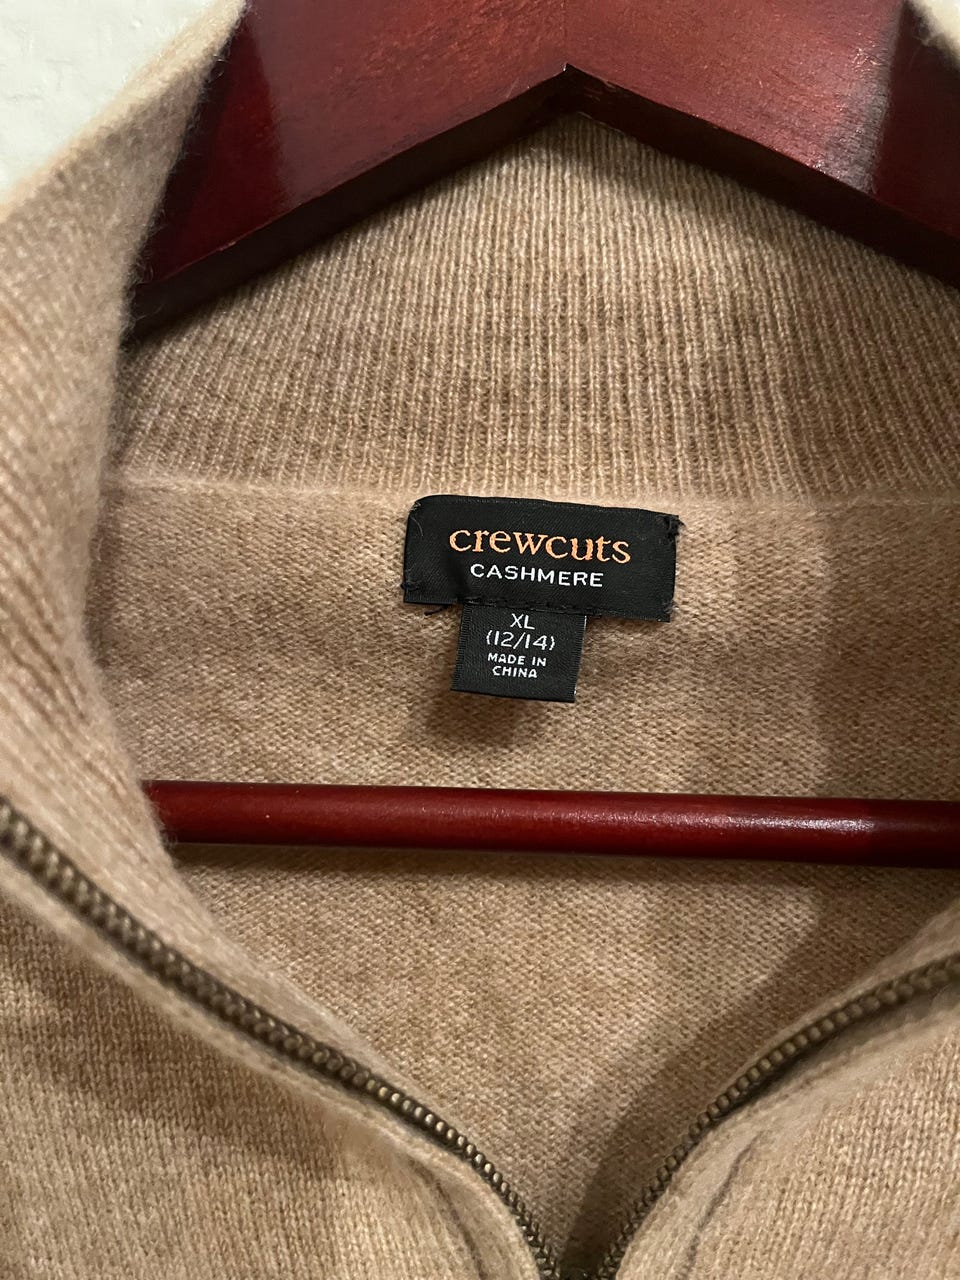 crewcuts
CASHMERE
XL
(12/14)
MADE IN
CHINA